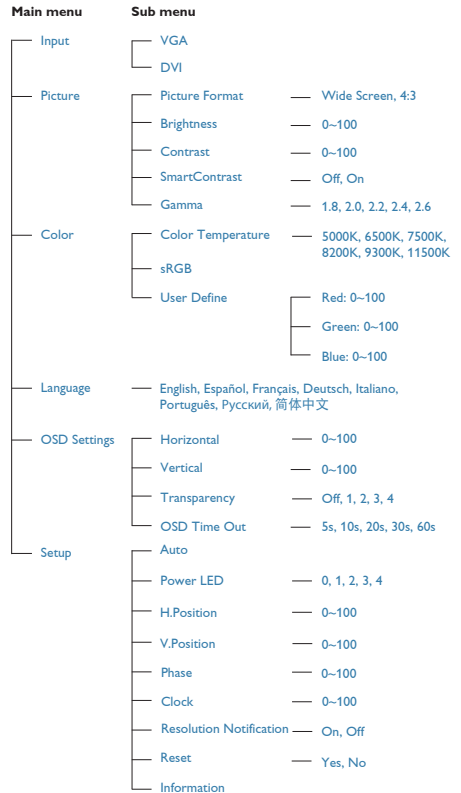 Main menu Sub menu
Input VGA
DVI
Picture Picture Format Wide Screen, 4:3
Brightness 0~100
Contrast 0~100
SmartContrast Off, On
Gamma 1.8, 2.0, 2.2, 2.4, 2.6
Color Color Temperature 5000K, 6500K, 7500K,
8200K, 9300K, 11500K
sRGB
User Define Red: 0~100
Green: 0~100
Blue: 0~100
Language English, Español, Français, Deutsch, Italiano,
Português, Русский, 简体中文
OSD Settings Horizontal 0~100
Vertical 0~100
Transparency Off, 1, 2, 3, 4
OSD Time Out 5s, 10s, 20s, 30s, 60s
Setup Auto
Power LED 0, 1, 2, 3, 4
H.Position 0~100
V.Position 0~100
Phase 0~100
Clock 0~100
Resolution Notification On, Off
Reset Yes, No
Information